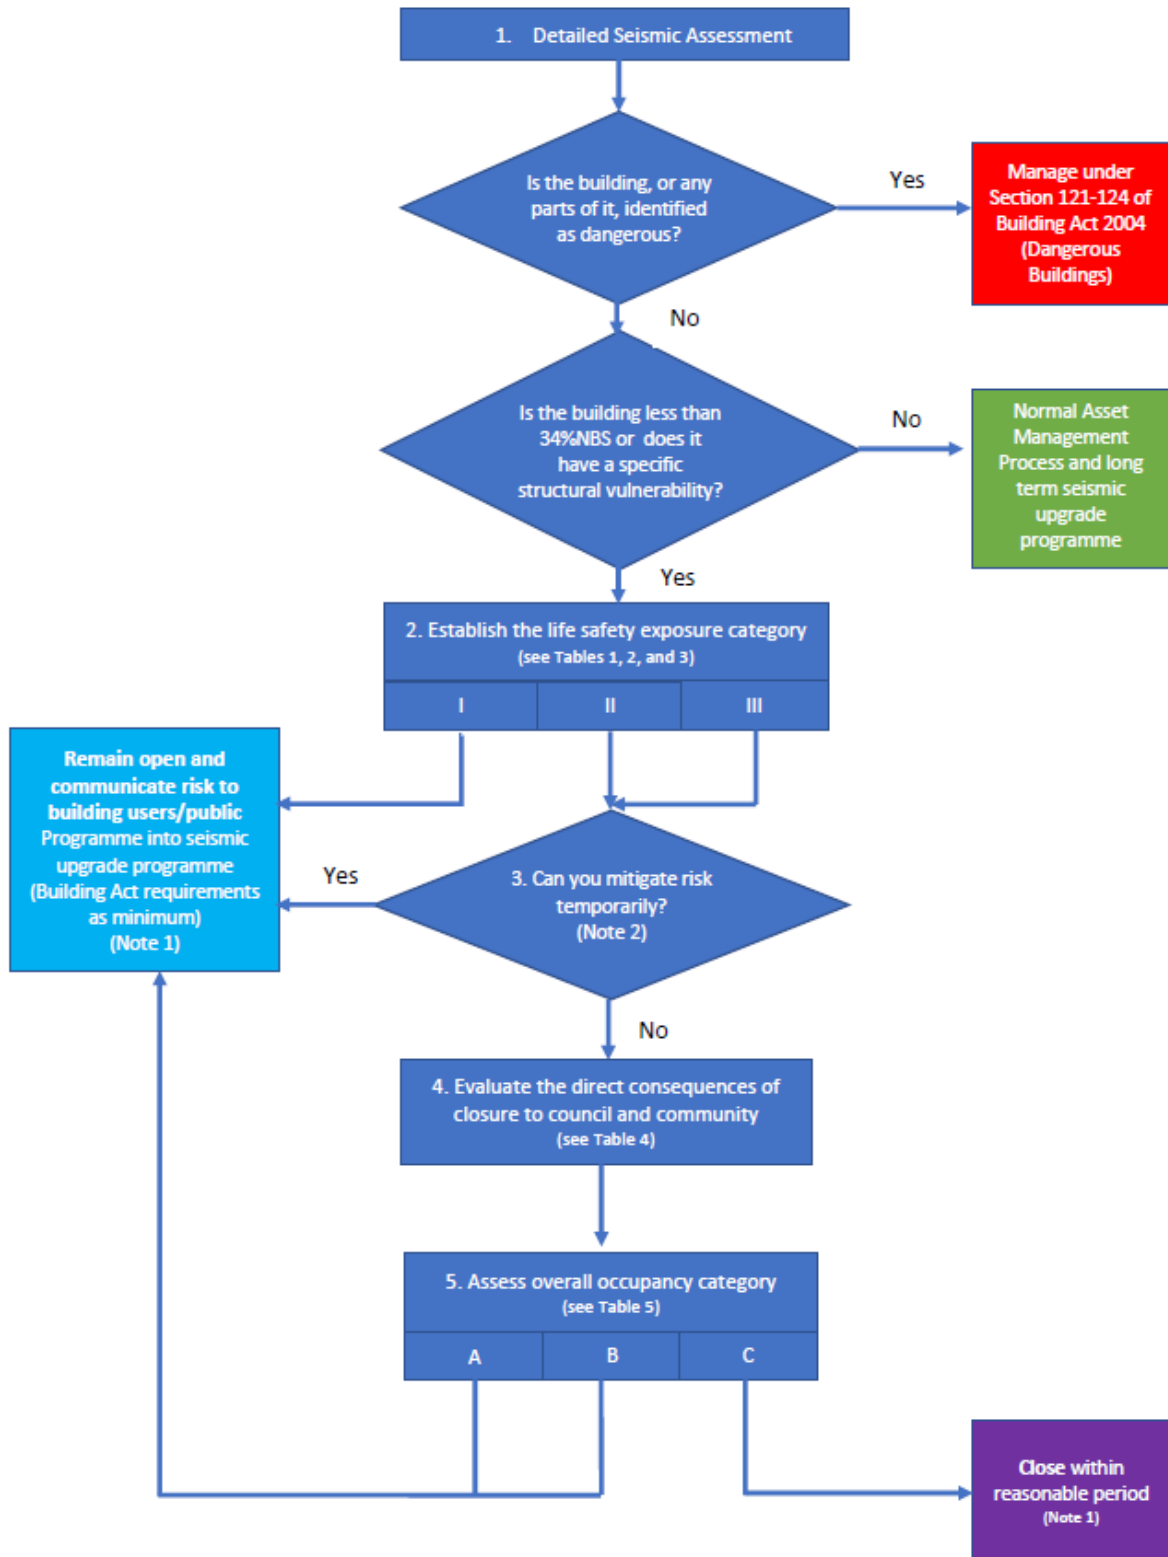 1. Detailed Seismic Assessment
Is the building, or any
parts of it, identified
as dangerous?
Yes
Manage under
Section 121-124 of
Building Act 2004
(Dangerous
Buildings)
No
Is the building less than
34%NBS or does it
have a specific
structural vulnerability?
No
Normal Asset
Management
Process and long
term seismic
upgrade
programme
Yes
2. Establish the life safety exposure category
(see Tables 1, 2, and 3)
I
II
III
Remain open and
communicate risk to
building users/public
Programme into seismic
upgrade programme
(Building Act requirements
as minimum)
(Note 1)
Yes
3. Can you mitigate risk
temporarily?
(Note 2)
No
4. Evaluate the direct consequences of
closure to council and community
(see Table 4)
5. Assess overall occupancy category
(see Table 5)
A
B
C
Close within
reasonable period
(Note 1)